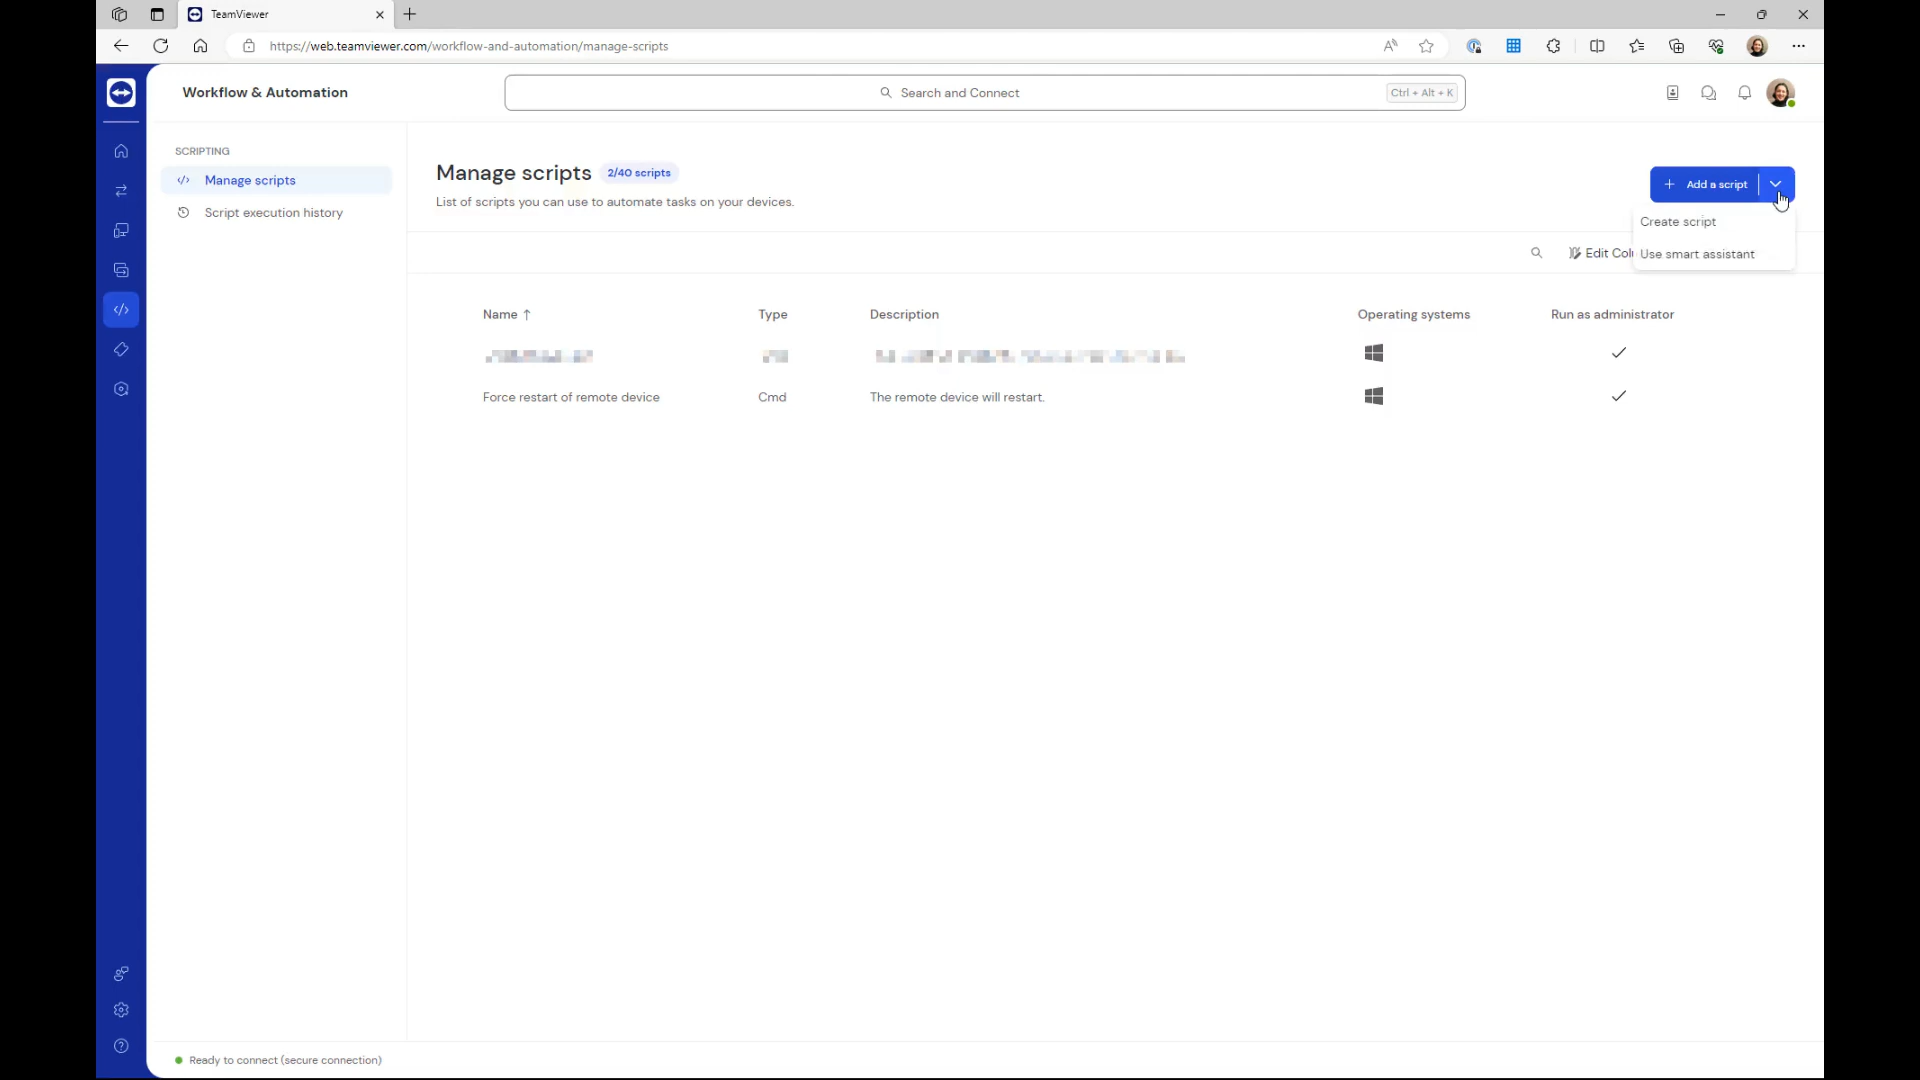 TeamViewer
https://web.teamviewer.com/workflow-and-automation/manage-scripts
Workflow & Automation
Search and Connect
Ctrl + Alt + K
SCRIPTING
Manage scripts
Script execution history
Manage scripts
2/40 scripts
List of scripts you can use to automate tasks on your devices.
Add a script
Create script
Use smart assistant
Edit Colu
Name Type Description Operating systems Run as administrator
Force restart of remote device Cmd The remote device will restart.
Ready to connect (secure connection)